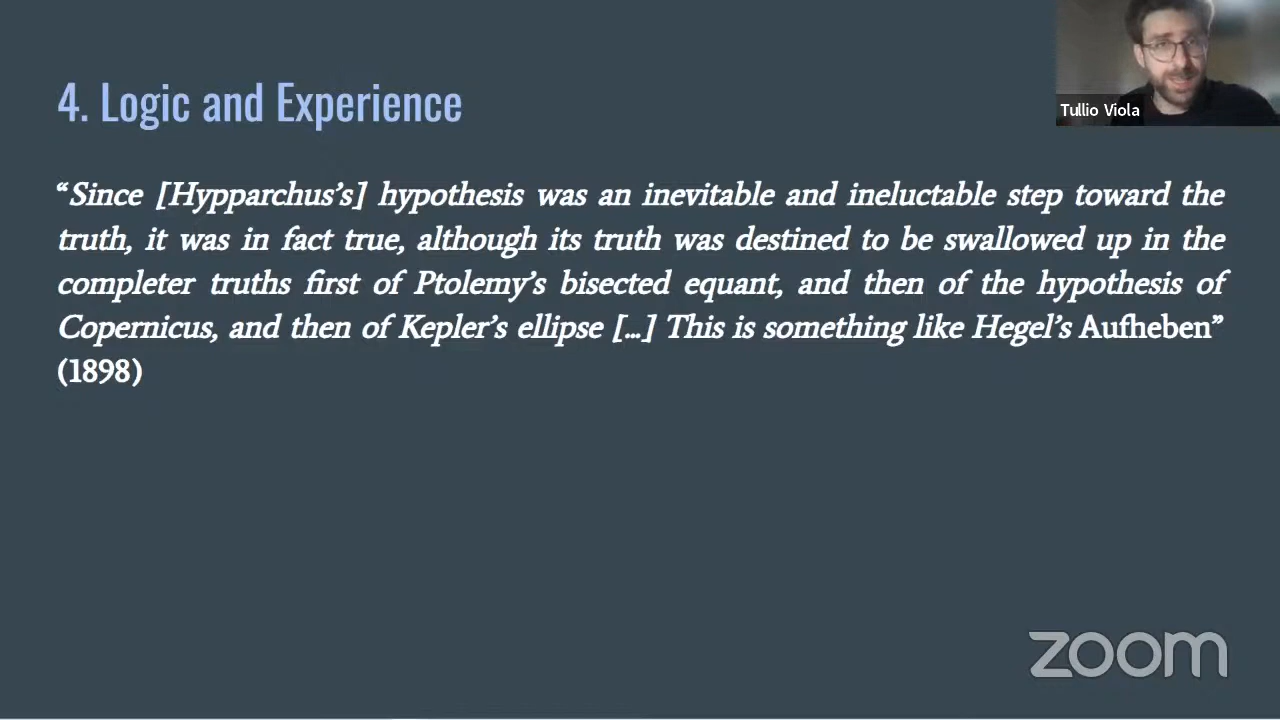 Tullio Viola
4. Logic and Experience
“Since [Hypparchus’s] hypothesis was an inevitable and ineluctable step toward the
truth, it was in fact true, although its truth was destined to be swallowed up in the
completer truths first of Ptolemy’s bisected equant, and then of the hypothesis of
Copernicus, and then of Kepler’s ellipse [...] This is something like Hegel’s Aufheben”
(1898)
zoom